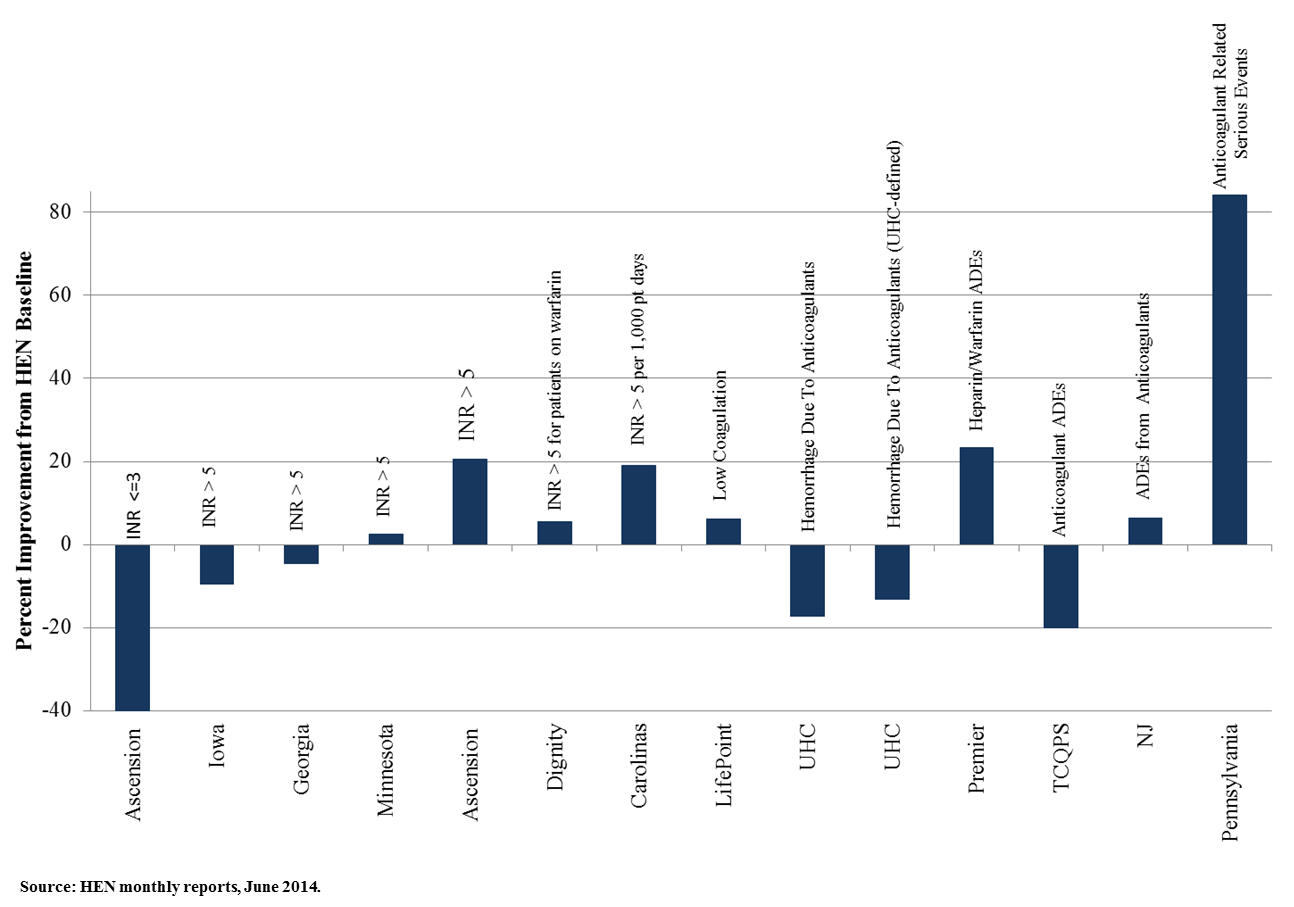 Percent Improvement from HEN Baseline
80
60
40
20
0
-20
-40
INR <=3
INR > 5
INR > 5
INR > 5
INR > 5
INR > 5 for patients on warfarin
INR > 5 per 1,000 pt days
Low Coagulation
Hemorrhage Due To Anticoagulants
Hemorrhage Due To Anticoagulants (UHC-defined)
Heparin/Warfarin ADEs
Anticoagulant ADEs
ADEs from Anticoagulants
Anticoagulant Related
Serious Events
Ascension
Iowa
Georgia
Minnesota
Ascension
Dignity
Carolinas
LifePoint
UHC
UHC
Premier
TCQPS
NJ
Pennsylvania
Source: HEN monthly reports, June 2014.